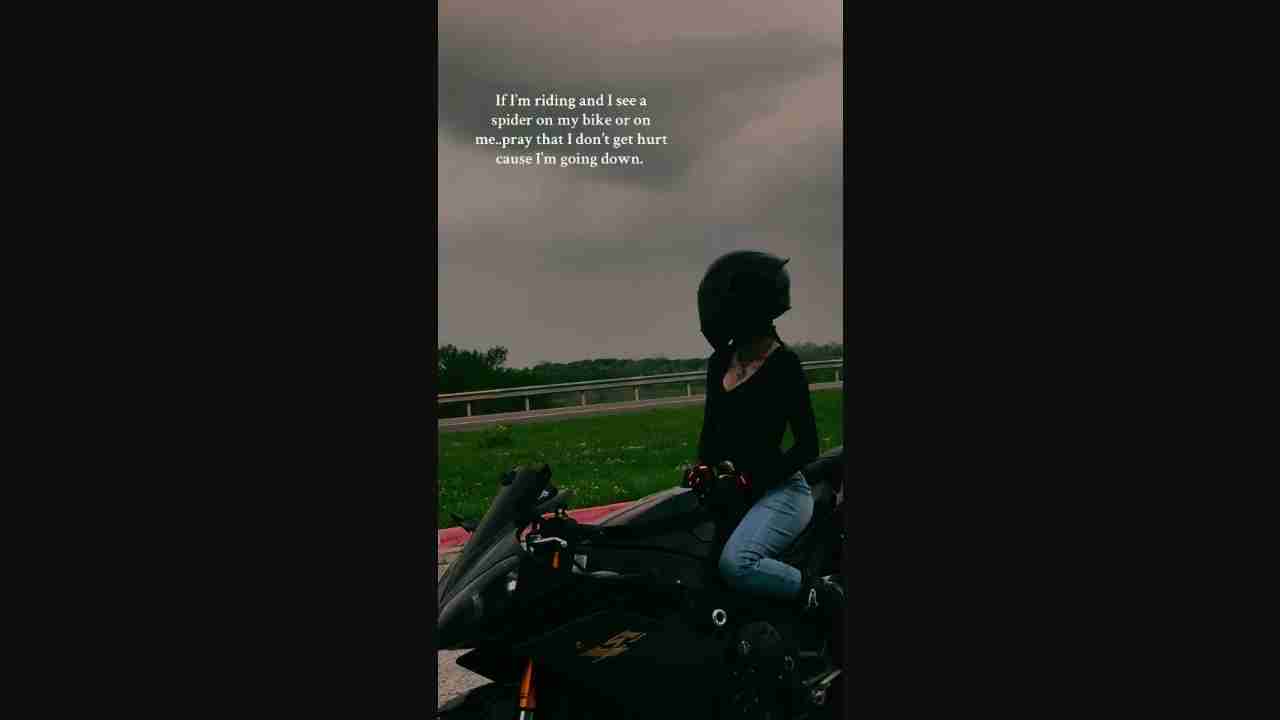 If I'm riding and I see a
spider on my bike or on
me..pray that I don't get hurt
cause I'm going down.